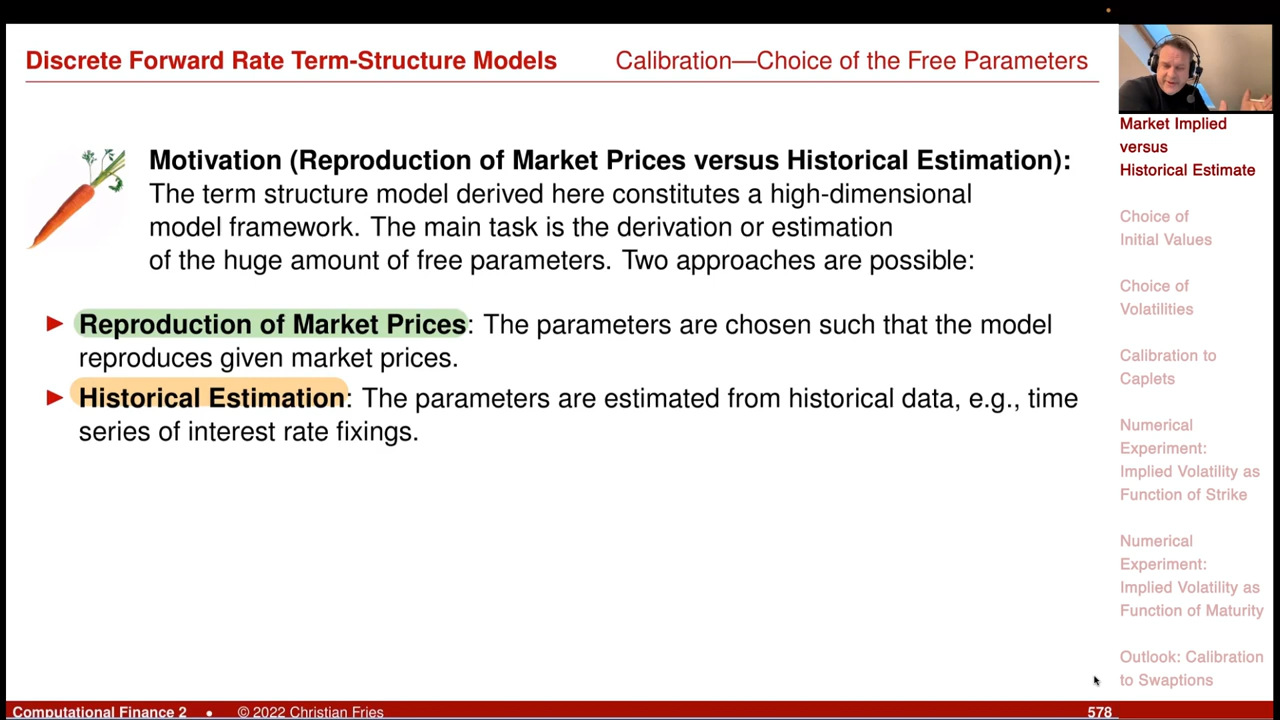 Discrete Forward Rate Term-Structure Models
Calibration—Choice of the Free Parameters
Motivation (Reproduction of Market Prices versus Historical Estimation):
The term structure model derived here constitutes a high-dimensional
model framework. The main task is the derivation or estimation
of the huge amount of free parameters. Two approaches are possible:
► Reproduction of Market Prices: The parameters are chosen such that the model
reproduces given market prices.
► Historical Estimation: The parameters are estimated from historical data, e.g., time
series of interest rate fixings.
Market Implied
versus
Historical Estimate
Choice of
Initial Values
Choice of
Volatilities
Calibration to
Caplets
Numerical
Experiment:
Implied Volatility as
Function of Strike
Numerical
Experiment:
Implied Volatility as
Function of Maturity
Outlook: Calibration
to Swaptions
Computational Finance 2 • © 2022 Christian Fries
578